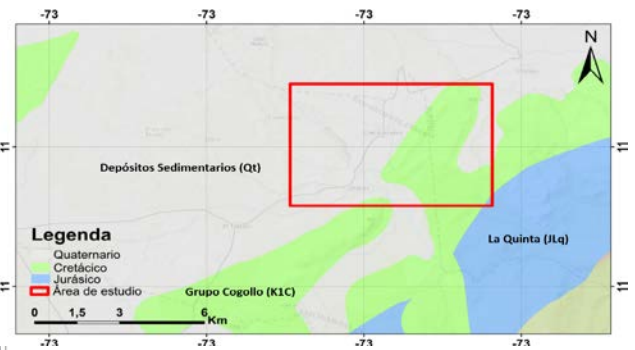 -73 -73 -73 -73
N
11 11
Depósitos Sedimentarios (Qt)
La Quinta (JLq)
Legenda
Quaternario
Cretácico
Jurásico
Área de estudio
Grupo Cogollo (K1C)
11 11
0 1,5 3 6
Km
-73 -73 -73 -73